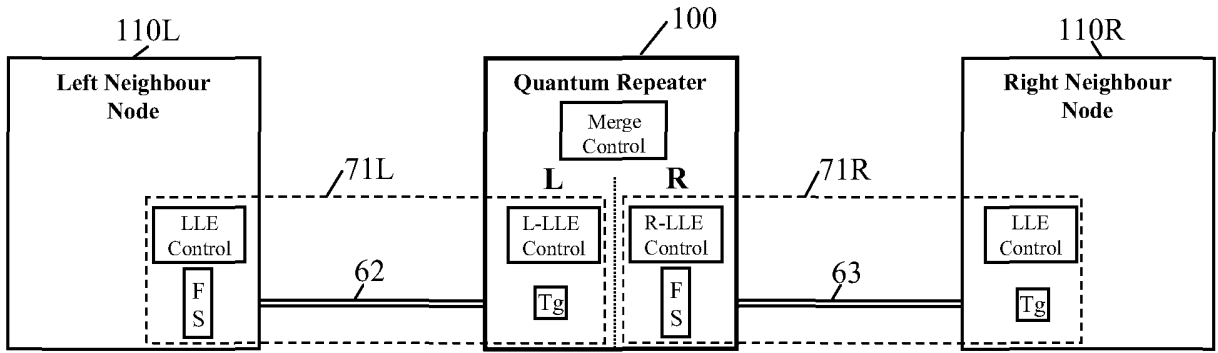 110L
100
110R
Left Neighbour
Node
Quantum Repeater
Right Neighbour
Node
Merge
Control
71L
L
R
71R
LLE
Control
L-LLE
Control
R-LLE
Control
LLE
Control
62
63
F
S
Tg
F
S
Tg